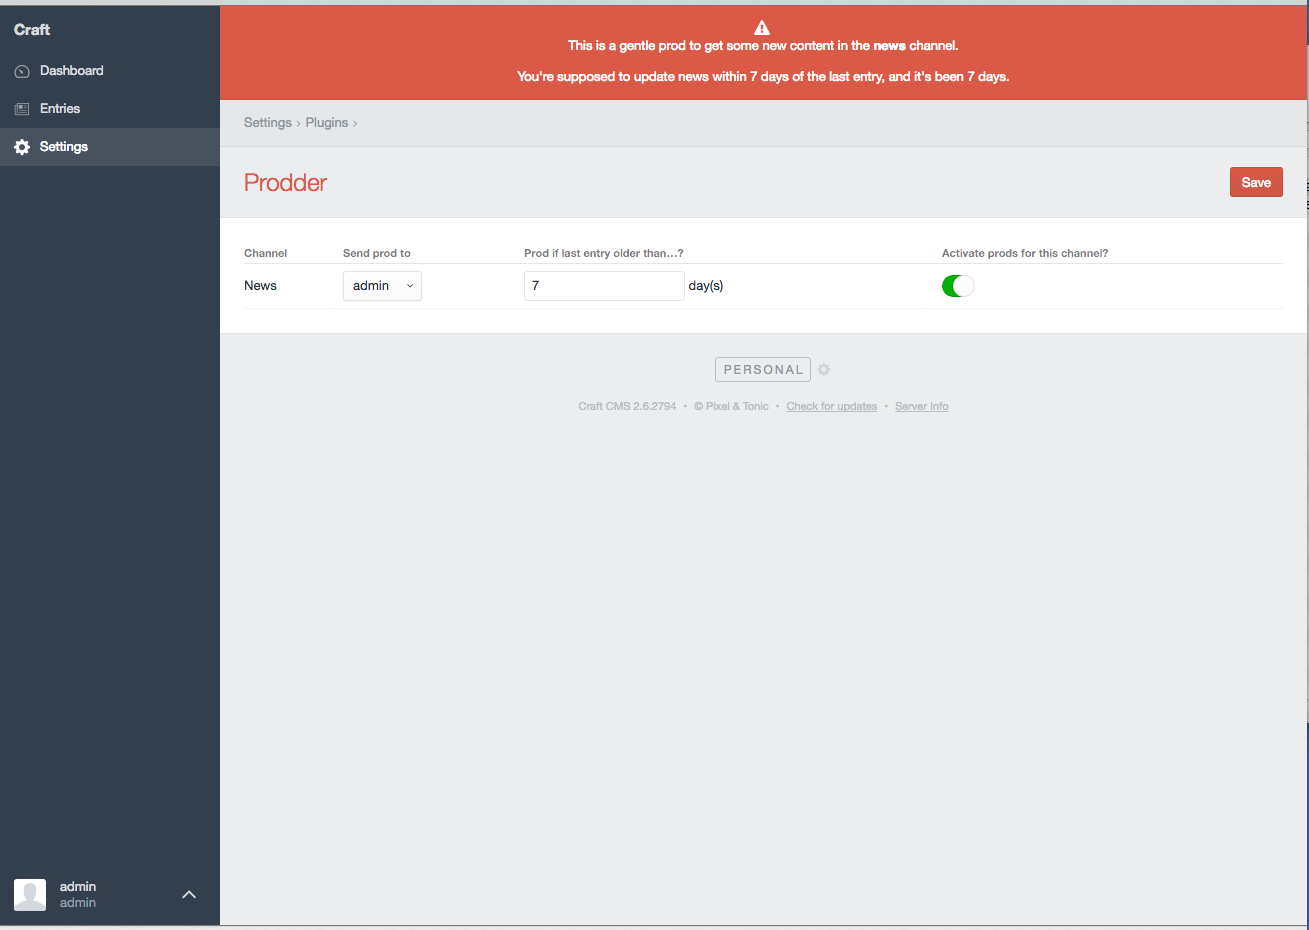 Craft
Dashboard
Entries
Settings
This is a gentle prod to get some new content in the news channel.
You're supposed to update news within 7 days of the last entry, and it's been 7 days.
Settings › Plugins ›
Prodder
Save
Channel Send prod to Prod if last entry older than...? Activate prods for this channel?
News admin 7 day(s)
PERSONAL
Craft CMS 2.6.2794 • © Pixel & Tonic • Check for updates • Server Info
admin
admin